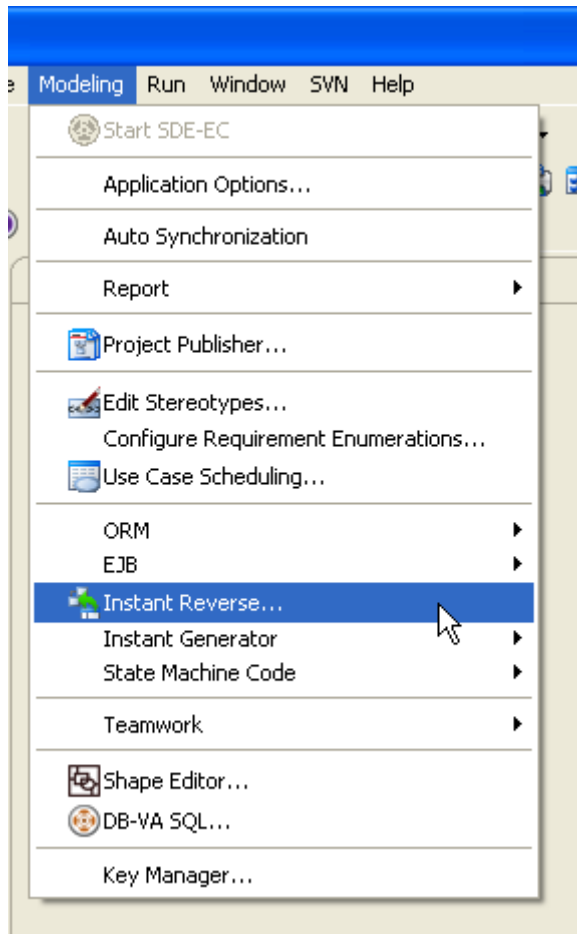 Modeling Run Window SVN Help
Start SDE-EC
Application Options...
Auto Synchronization
Report
Project Publisher...
Edit Stereotypes...
Configure Requirement Enumerations...
Use Case Scheduling...
ORM
EJB
Instant Reverse...
Instant Generator
State Machine Code
Teamwork
Shape Editor...
DB-VA SQL...
Key Manager...